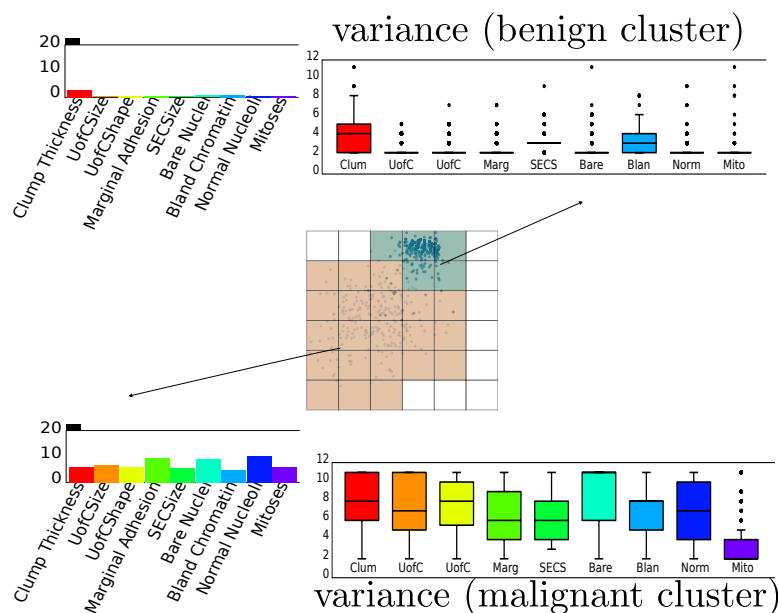 variance (benign cluster)
20
10
0
Clump Thickness
UofCSize
UofCShape
Marginal Adhesion
SECSize
Bare Nuclei
Bland Chromatin
Normal Nucleoli
Mitoses
12
10
8
6
4
2
0
Clum UofC UofC Marg SECS Bare Blan Norm Mito
20
10
0
Clump Thickness
UofCSize
UofCShape
Marginal Adhesion
SECSize
Bare Nuclei
Bland Chromatin
Normal Nucleoli
Mitoses
12
10
8
6
4
2
0
Clum UofC UofC Marg SECS Bare Blan Norm Mito
variance (malignant cluster)